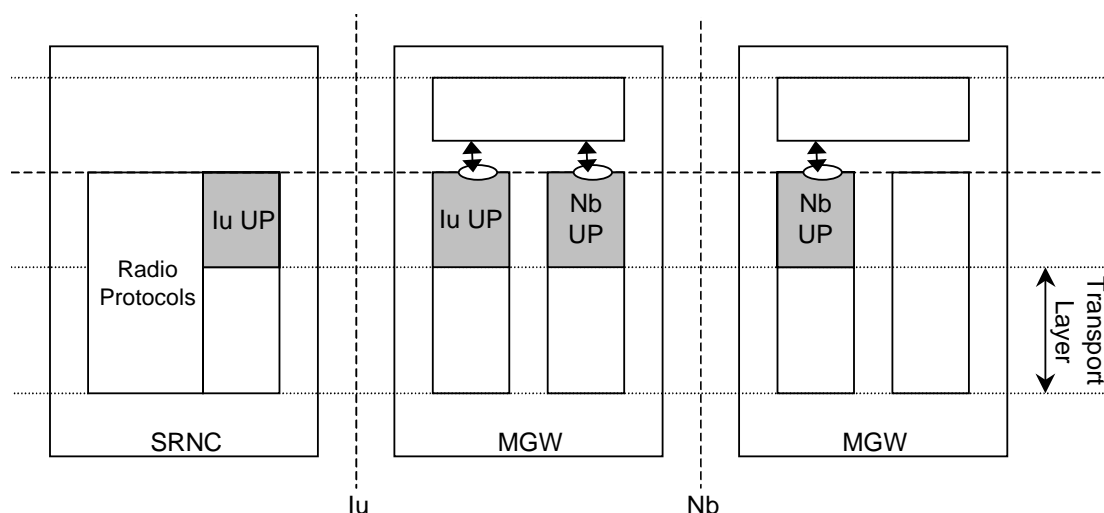 Iu UP
Iu UP
Nb
UP
Nb
UP
Radio
Protocols
Transport
Layer
SRNC
MGW
MGW
Iu
Nb